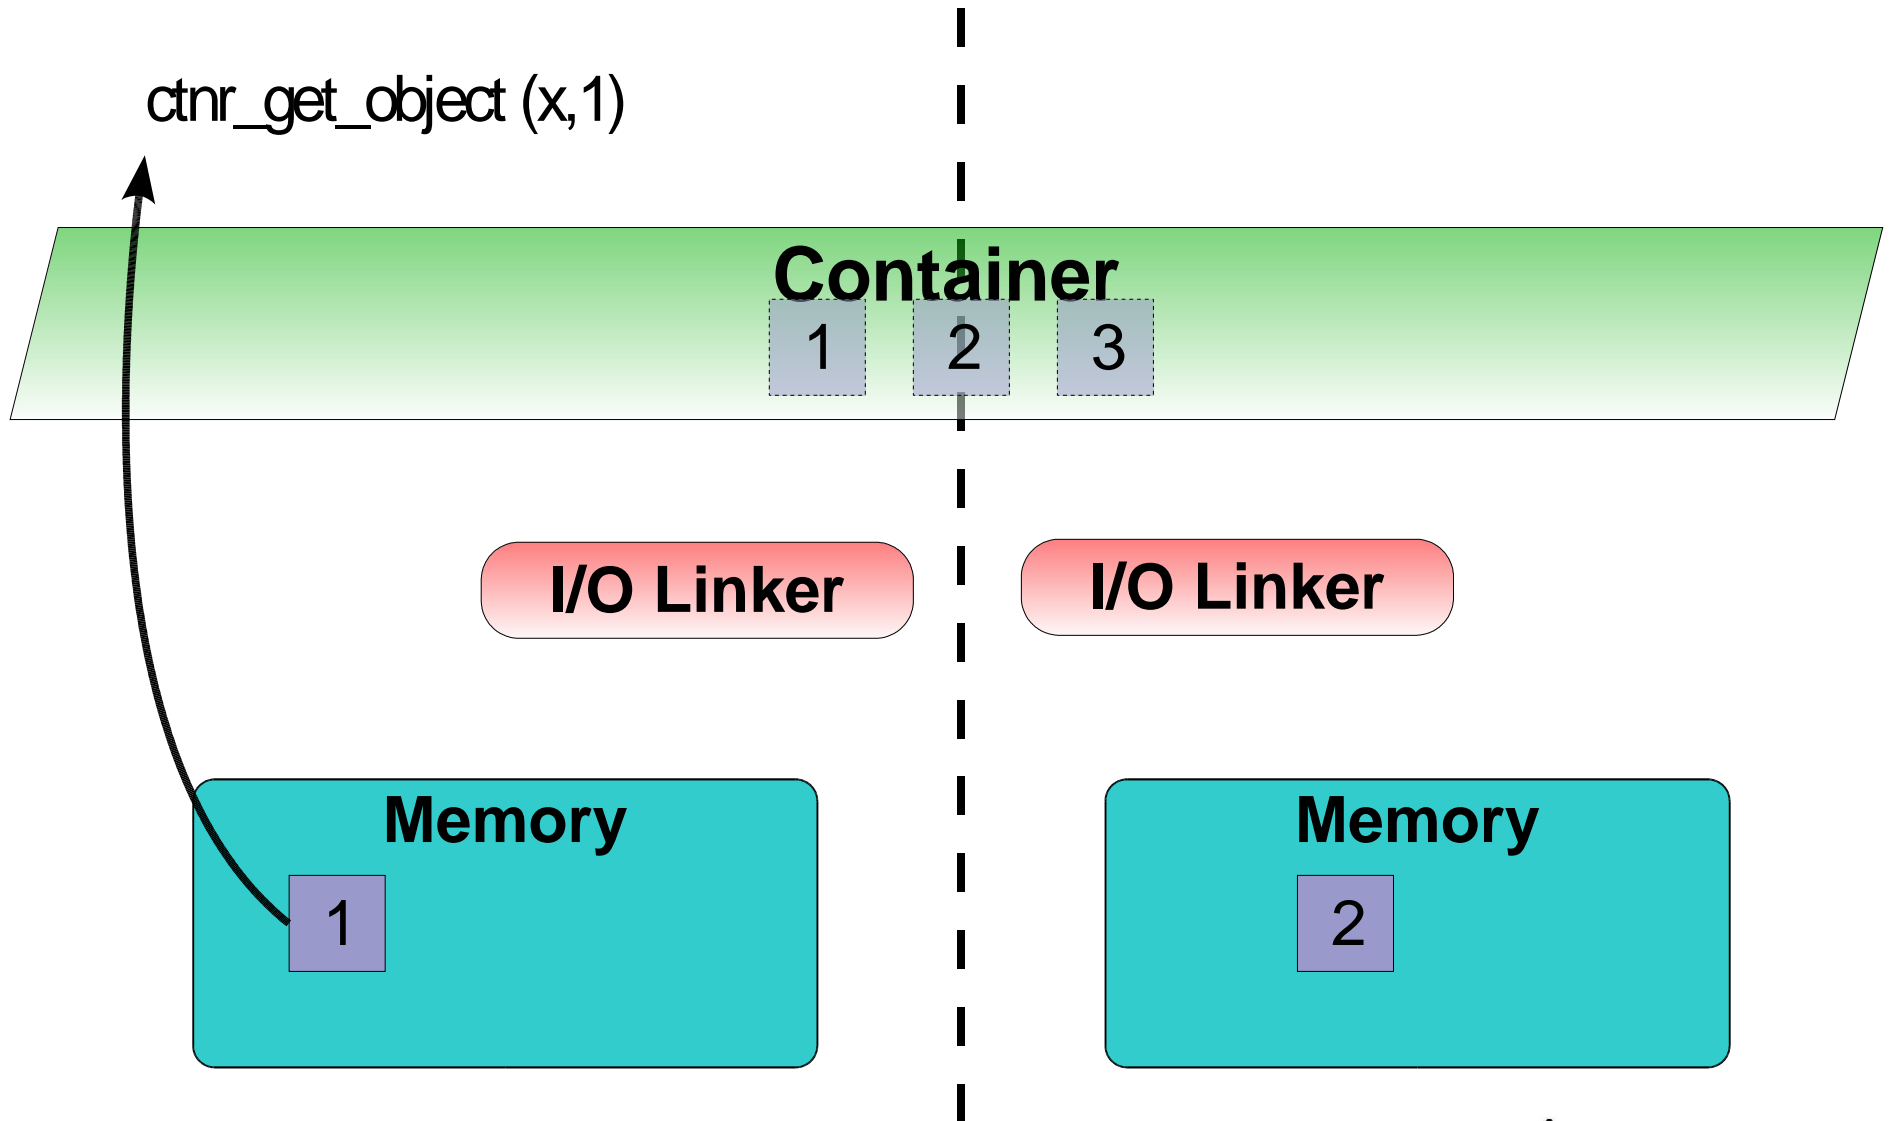 ctnr_get_object (x,1)
Container
1 2 3
I/O Linker I/O Linker
Memory Memory
1 2